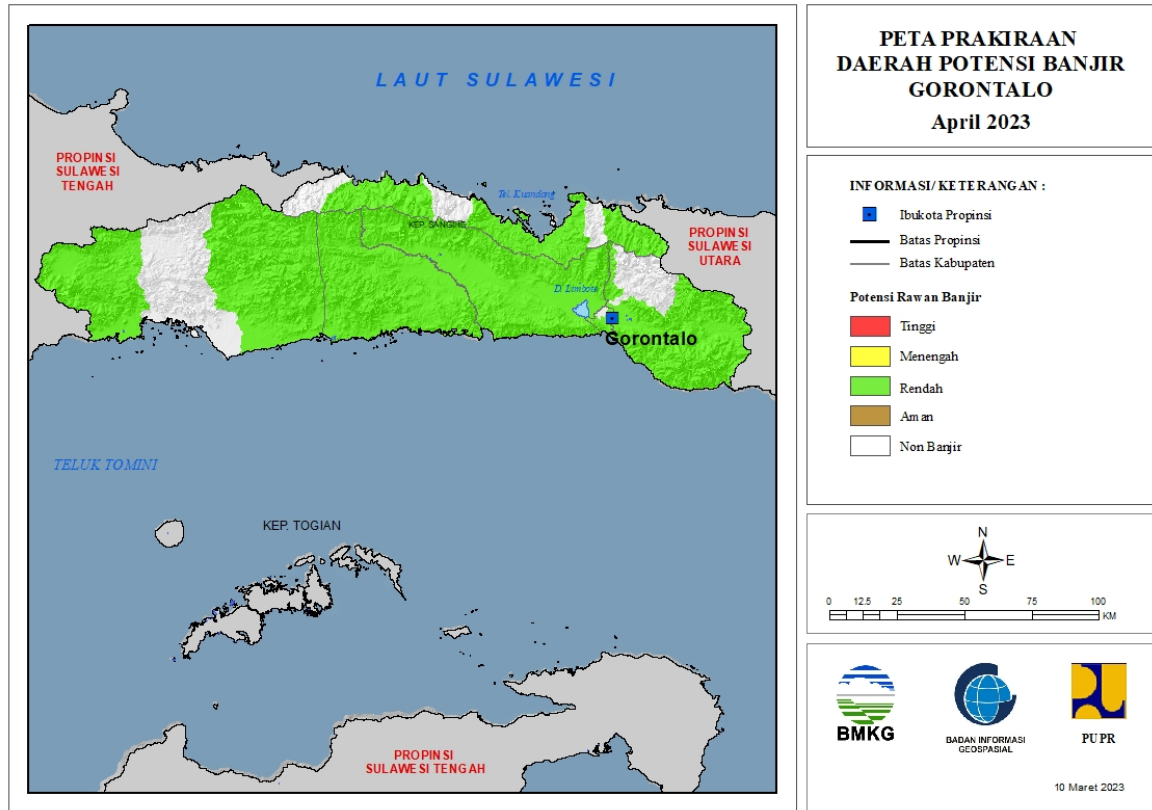 LAUT SULAWESI
PROPINSI
SULAWESI
TENGAH
Tel. Kuandang
KEP. SANGIHE
PROPINSI
SULAWESI
UTARA
D. Limboto
Gorontalo
TELUK TOMINI
KEP. TOGIAN
PROPINSI
SULAWESI TENGAH
PETA PRAKIRAAN
DAERAH POTENSI BANJIR
GORONTALO
April 2023
INFORMASI/ KETERANGAN :
Ibukota Propinsi
Batas Propinsi
Batas Kabupaten
Potensi Rawan Banjir
Tinggi
Menengah
Rendah
Aman
Non Banjir
N
W E
S
0 12.5 25 50 75 100
KM
BMKG
BADAN INFORMASI
GEOSPASIAL
PUPR
10 Maret 2023